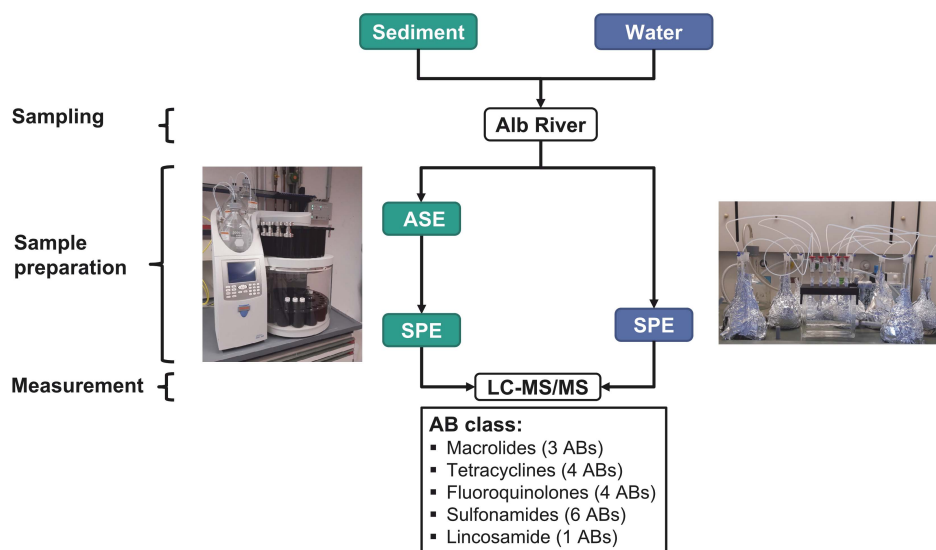 Sediment
Water
Sampling
Alb River
ASE
Sample
preparation
SPE
SPE
Measurement
LC-MS/MS
AB class:
▪ Macrolides (3 ABs)
▪ Tetracyclines (4 ABs)
▪ Fluoroquinolones (4 ABs)
▪ Sulfonamides (6 ABs)
▪ Lincosamide (1 ABs)